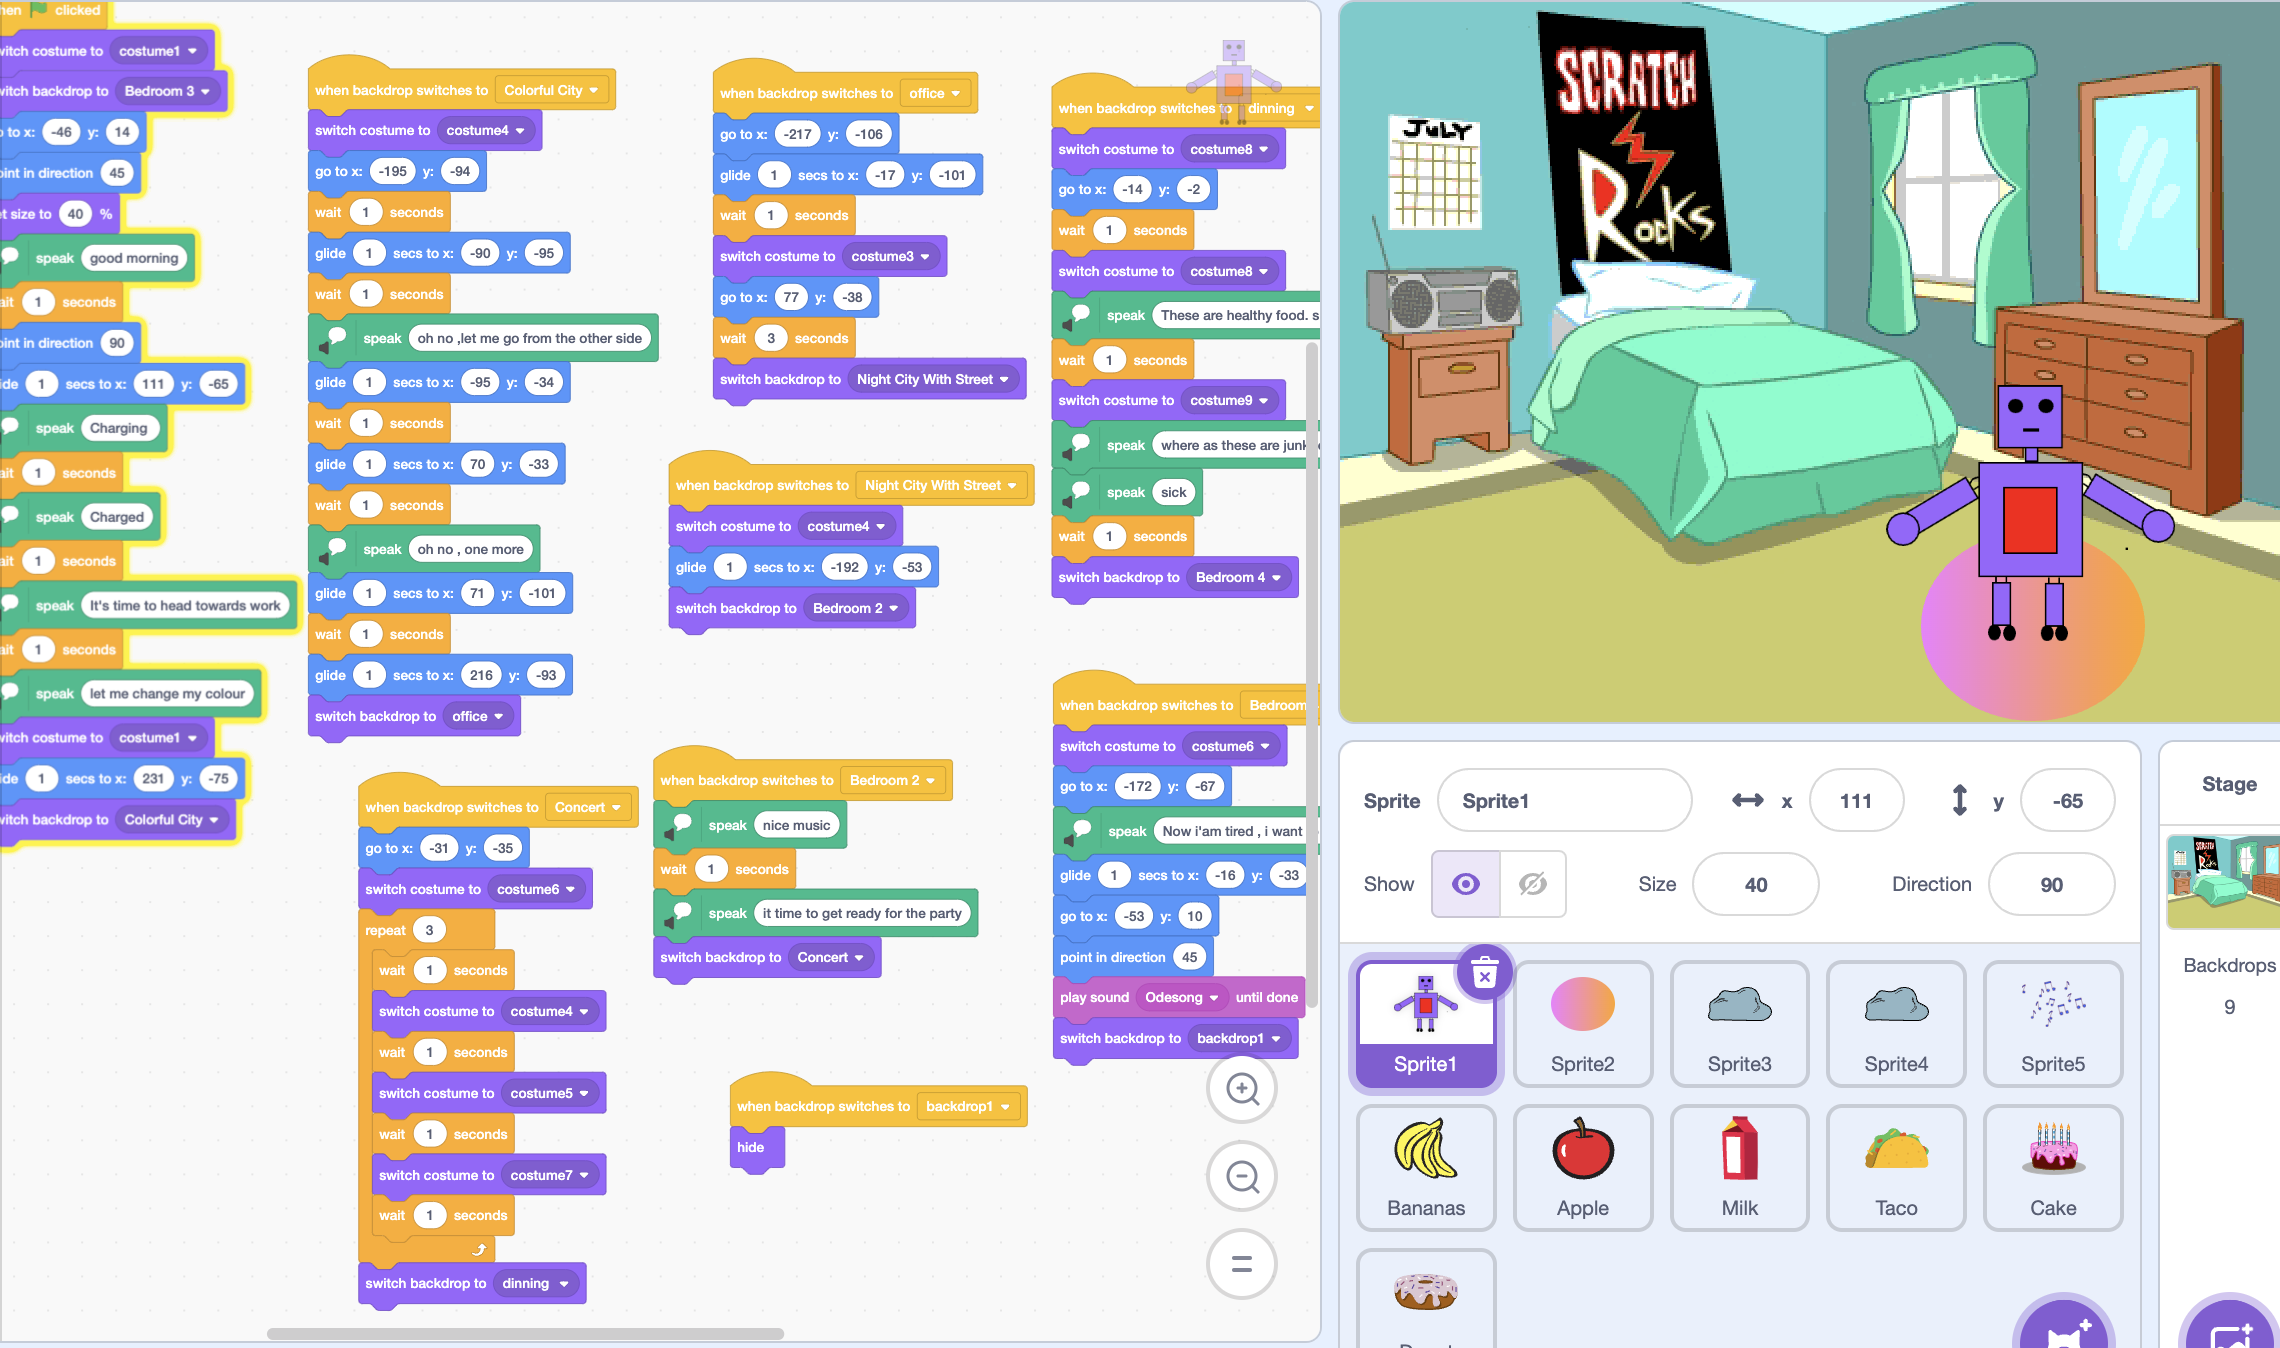 hen clicked
witch costume to costume1
witch backdrop to Bedroom 3
o to x: -46 y: 14
oint in direction 45
et size to 40 %
speak good morning
ait 1 seconds
oint in direction 90
ide 1 secs to x: 111 y: -65
speak Charging
ait 1 seconds
speak Charged
ait 1 seconds
speak It's time to head towards work
ait 1 seconds
speak let me change my colour
witch costume to costume1
ide 1 secs to x: 231 y: -75
witch backdrop to Colorful City
when backdrop switches to Colorful City
switch costume to costume4
go to x: -195 y: -94
wait 1 seconds
glide 1 secs to x: -90 y: -95
wait 1 seconds
speak oh no ,let me go from the other side
glide 1 secs to x: -95 y: -34
wait 1 seconds
glide 1 secs to x: 70 y: -33
wait 1 seconds
speak oh no , one more
glide 1 secs to x: 71 y: -101
wait 1 seconds
glide 1 secs to x: 216 y: -93
switch backdrop to office
when backdrop switches to Concert
go to x: -31 y: -35
switch costume to costume6
repeat 3
wait 1 seconds
switch costume to costume4
wait 1 seconds
switch costume to costume5
wait 1 seconds
switch costume to costume7
wait 1 seconds
switch backdrop to dinning
when backdrop switches to office
go to x: -217 y: -106
glide 1 secs to x: -17 y: -101
wait 1 seconds
switch costume to costume3
go to x: 77 y: -38
wait 3 seconds
switch backdrop to Night City With Street
when backdrop switches to Night City With Street
switch costume to costume4
glide 1 secs to x: -192 y: -53
switch backdrop to Bedroom 2
when backdrop switches to Bedroom 2
speak nice music
wait 1 seconds
speak it time to get ready for the party
switch backdrop to Concert
when backdrop switches to backdrop1
hide
when backdrop switches to dinning
switch costume to costume8
go to x: -14 y: -2
wait 1 seconds
switch costume to costume8
speak These are healthy food. s
wait 1 seconds
switch costume to costume9
speak where as these are junk
speak sick
wait 1 seconds
switch backdrop to Bedroom 4
when backdrop switches to Bedroom
switch costume to costume6
go to x: -172 y: -67
speak Now i'am tired , i want
glide 1 secs to x: -16 y: -33
go to x: -53 y: 10
point in direction 45
play sound Odesong until done
switch backdrop to backdrop1
JULY
SCRATCH
ROCKS
Sprite Sprite1 x 111 y -65
Show Size 40 Direction 90
Sprite1 Sprite2 Sprite3 Sprite4 Sprite5
Bananas Apple Milk Taco Cake
Stage
Backdrops
9